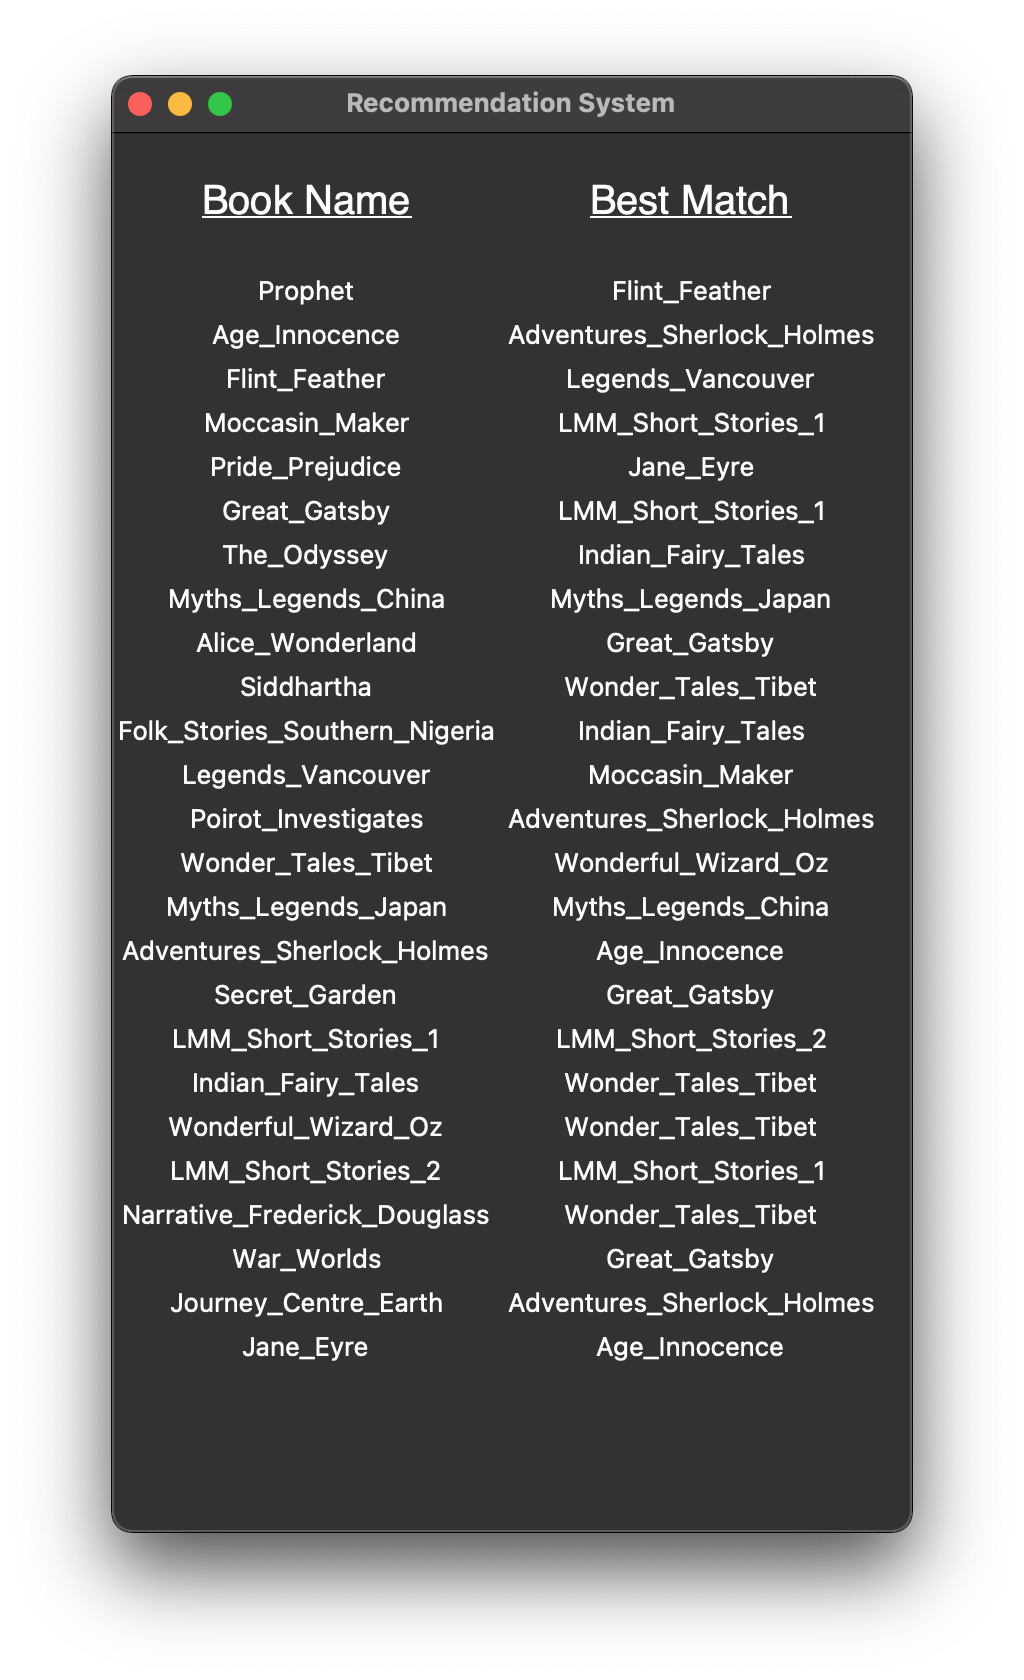 Recommendation System
Book Name Best Match
Prophet Flint_Feather
Age_Innocence Adventures_Sherlock_Holmes
Flint_Feather Legends_Vancouver
Moccasin_Maker LMM_Short_Stories_1
Pride_Prejudice Jane_Eyre
Great_Gatsby LMM_Short_Stories_1
The_Odyssey Indian_Fairy_Tales
Myths_Legends_China Myths_Legends_Japan
Alice_Wonderland Great_Gatsby
Siddhartha Wonder_Tales_Tibet
Folk_Stories_Southern_Nigeria Indian_Fairy_Tales
Legends_Vancouver Moccasin_Maker
Poirot_Investigates Adventures_Sherlock_Holmes
Wonder_Tales_Tibet Wonderful_Wizard_Oz
Myths_Legends_Japan Myths_Legends_China
Adventures_Sherlock_Holmes Age_Innocence
Secret_Garden Great_Gatsby
LMM_Short_Stories_1 LMM_Short_Stories_2
Indian_Fairy_Tales Wonder_Tales_Tibet
Wonderful_Wizard_Oz Wonder_Tales_Tibet
LMM_Short_Stories_2 LMM_Short_Stories_1
Narrative_Frederick_Douglass Wonder_Tales_Tibet
War_Worlds Great_Gatsby
Journey_Centre_Earth Adventures_Sherlock_Holmes
Jane_Eyre Age_Innocence